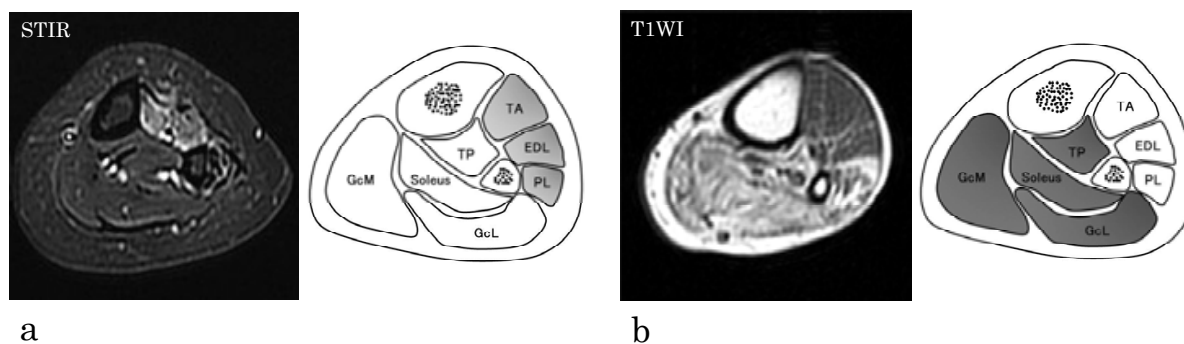 STIR
TA
EDL
TP
PL
GcM
Soleus
GcL
a
T1WI
TA
EDL
TP
PL
GcM
Soleus
GcL
b